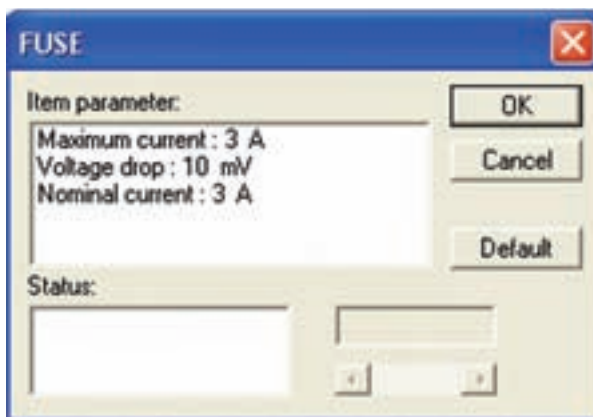 FUSE
Item parameter:
OK
Maximum current : 3 A
Voltage drop : 10 mV
Nominal current : 3 A
Cancel
Default
Status: